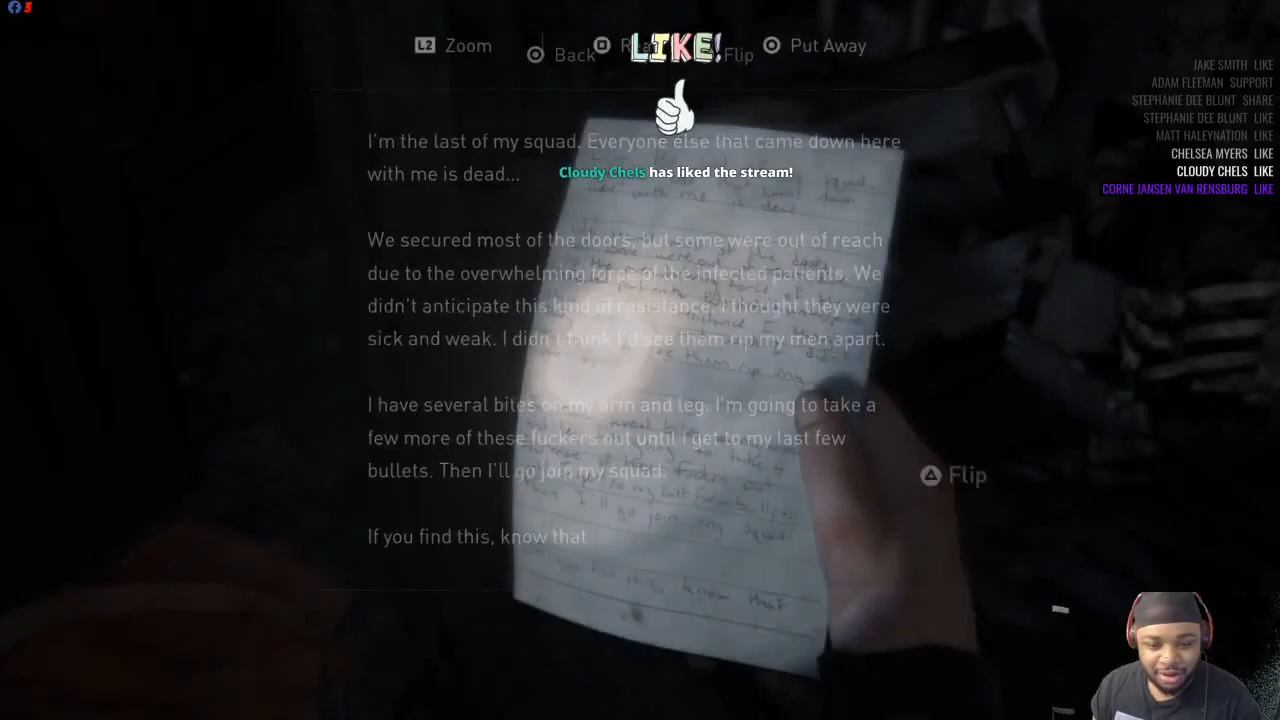 3
LIKE!
L2 Zoom
Back
Flip
Put Away
JAKE SMITH LIKE
ADAM FLEEMAN SUPPORT
STEPHANIE DEE BLUNT SHARE
STEPHANIE DEE BLUNT LIKE
MATT HALEYNATION LIKE
CHELSEA MYERS LIKE
CLOUDY CHELS LIKE
CORNE JANSEN VAN RENSBURG LIKE
Cloudy Chels has liked the stream!
I'm the last of my squad. Everyone else that came down here
with me is dead...
We secured most of the doors, but some were out of reach
due to the overwhelming force of the infected patients. We
didn't anticipate this kind of resistance. I thought they were
sick and weak. I didn't think I'd see them rip my men apart.
I have several bites on my arm and leg. I'm going to take a
few more of these fuckers out until I get to my last few
bullets. Then I'll go join my squad.
If you find this, know that
Flip